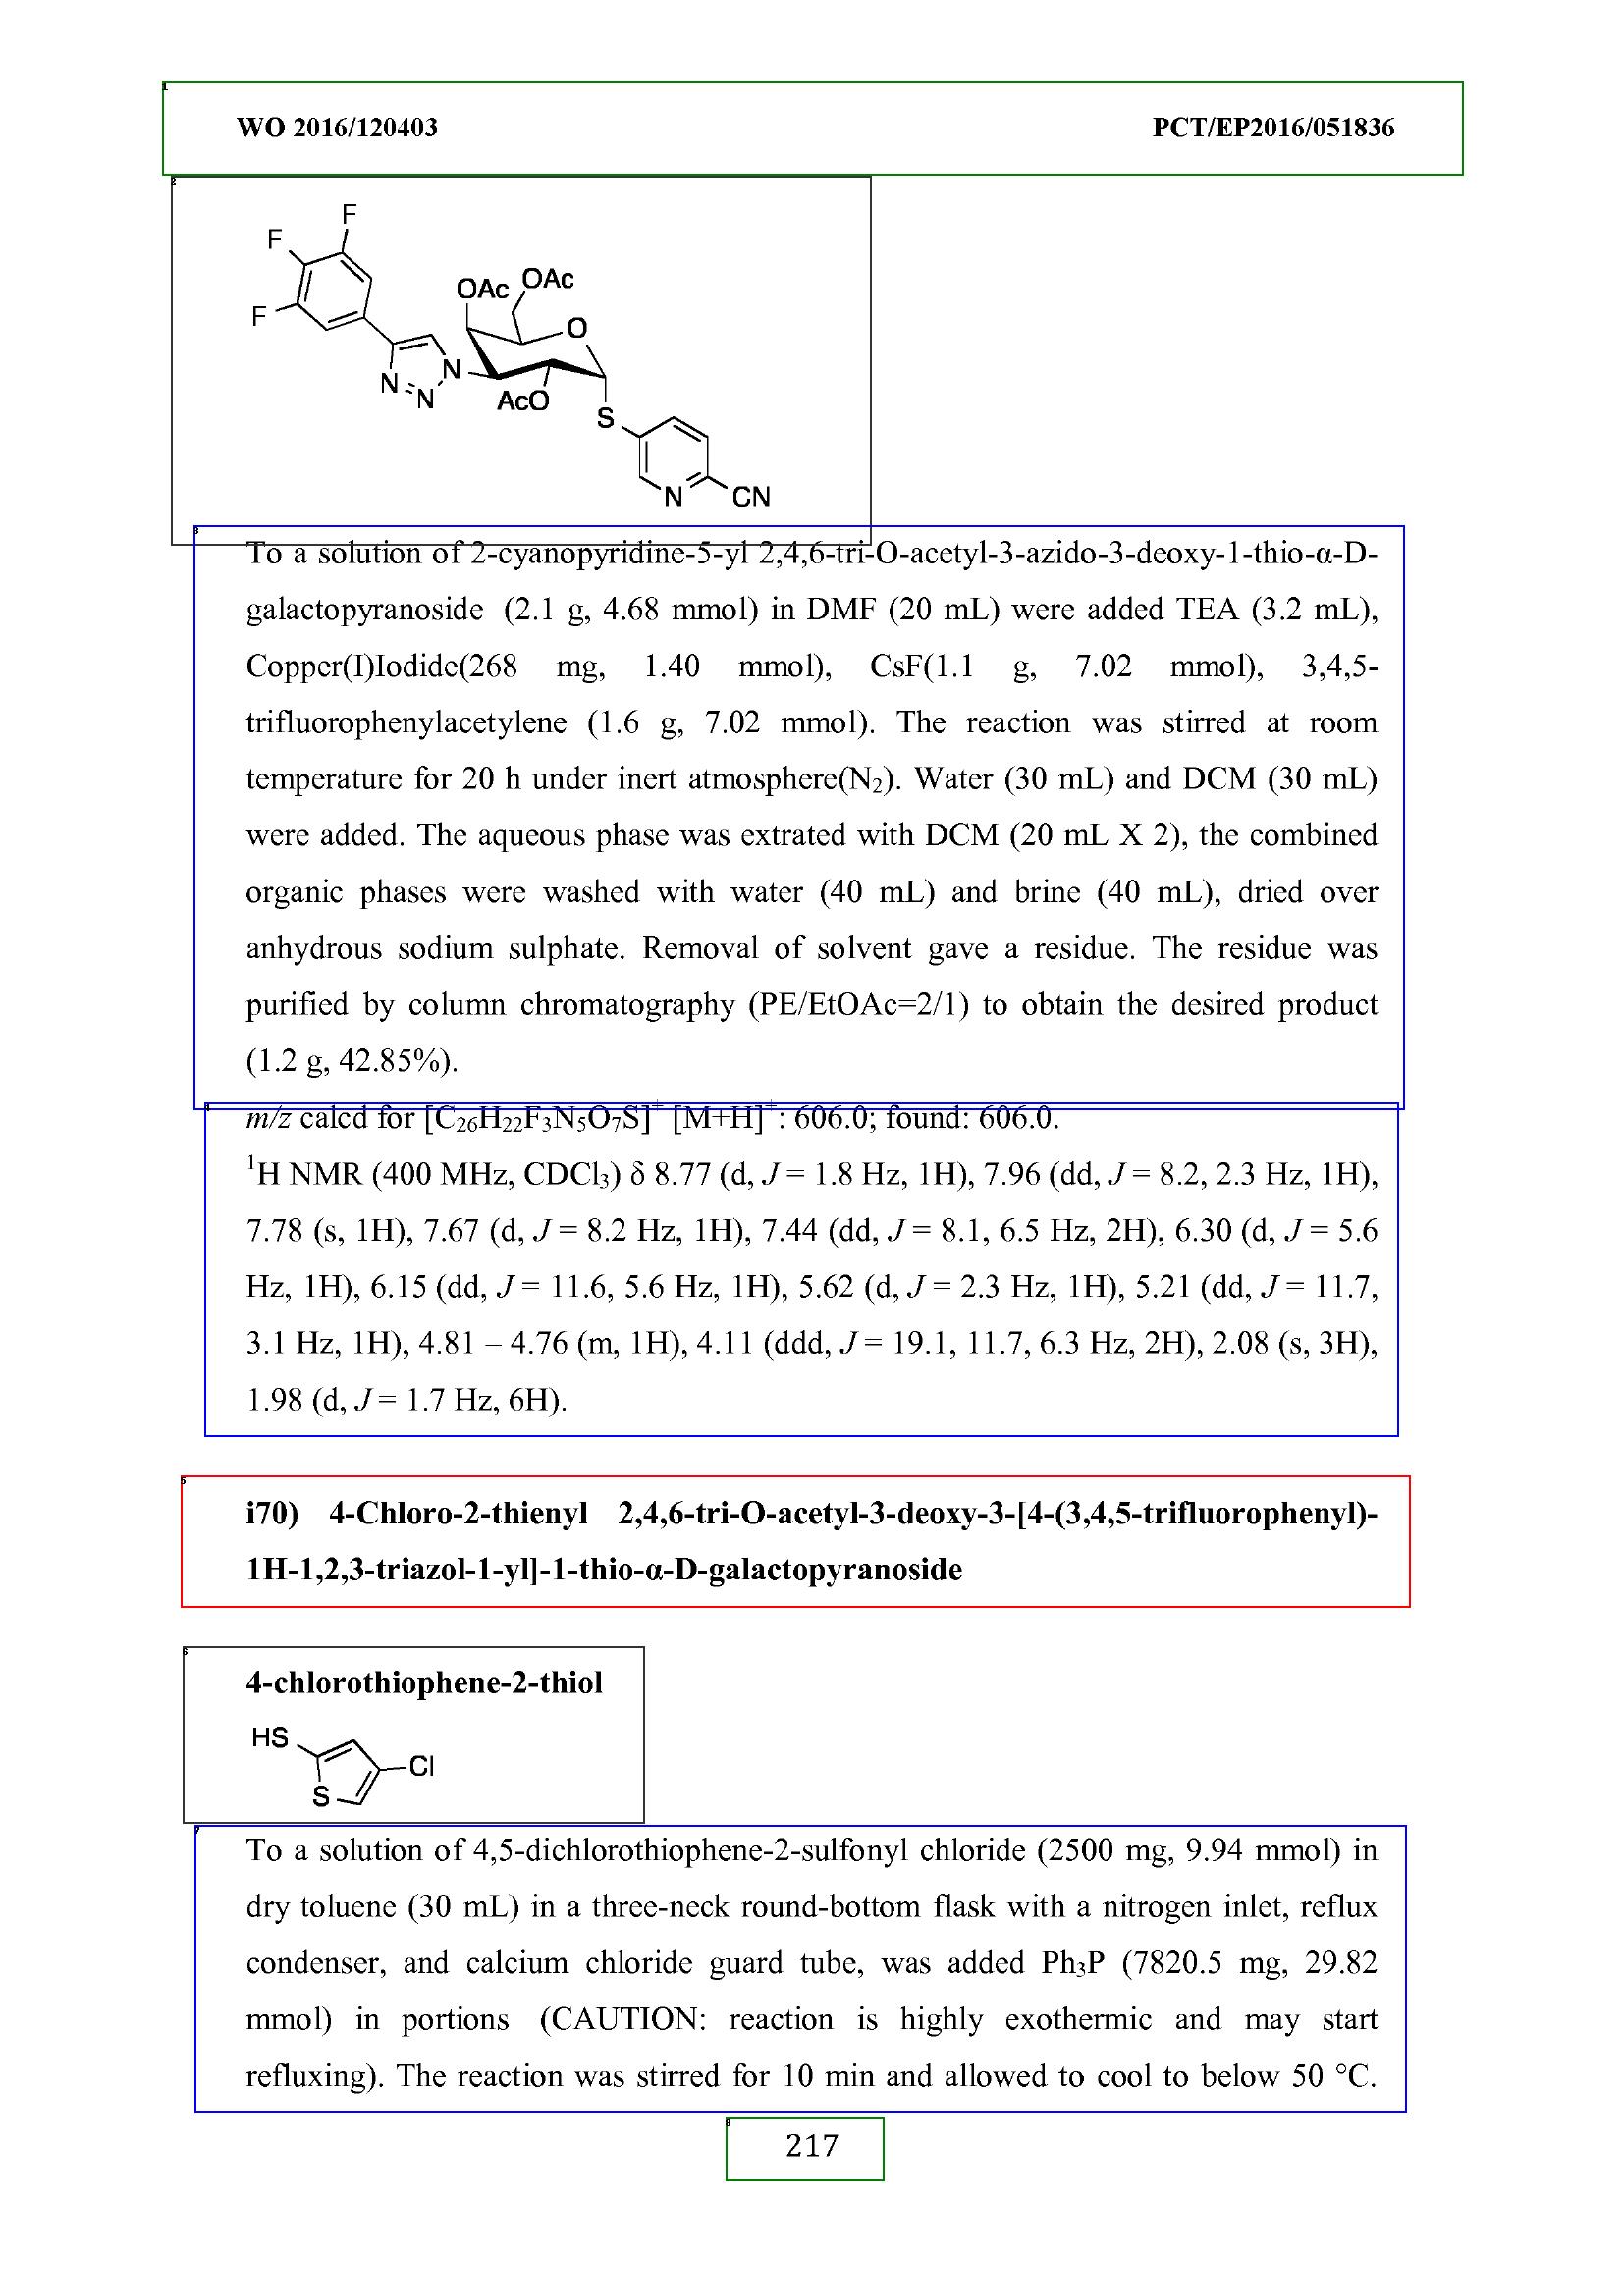 WO 2016/120403 PCT/EP2016/051836
F
F
F
OAc OAc
O
N
N N
AcO
S
N CN
To a solution of 2-cyanopyridine-5-yl 2,4,6-tri-O-acetyl-3-azido-3-deoxy-1-thio-α-D-
galactopyranoside (2.1 g, 4.68 mmol) in DMF (20 mL) were added TEA (3.2 mL),
Copper(I)Iodide(268 mg, 1.40 mmol), CsF(1.1 g, 7.02 mmol), 3,4,5-
trifluorophenylacetylene (1.6 g, 7.02 mmol). The reaction was stirred at room
temperature for 20 h under inert atmosphere(N₂). Water (30 mL) and DCM (30 mL)
were added. The aqueous phase was extrated with DCM (20 mL X 2), the combined
organic phases were washed with water (40 mL) and brine (40 mL), dried over
anhydrous sodium sulphate. Removal of solvent gave a residue. The residue was
purified by column chromatography (PE/EtOAc=2/1) to obtain the desired product
(1.2 g, 42.85%).
m/z calcd for [C₂₆H₂₂F₃N₅O₇S]⁺ [M+H]⁺: 606.0; found: 606.0.
¹H NMR (400 MHz, CDCl₃) δ 8.77 (d, J = 1.8 Hz, 1H), 7.96 (dd, J = 8.2, 2.3 Hz, 1H),
7.78 (s, 1H), 7.67 (d, J = 8.2 Hz, 1H), 7.44 (dd, J = 8.1, 6.5 Hz, 2H), 6.30 (d, J = 5.6
Hz, 1H), 6.15 (dd, J = 11.6, 5.6 Hz, 1H), 5.62 (d, J = 2.3 Hz, 1H), 5.21 (dd, J = 11.7,
3.1 Hz, 1H), 4.81 – 4.76 (m, 1H), 4.11 (ddd, J = 19.1, 11.7, 6.3 Hz, 2H), 2.08 (s, 3H),
1.98 (d, J = 1.7 Hz, 6H).
i70) 4-Chloro-2-thienyl 2,4,6-tri-O-acetyl-3-deoxy-3-[4-(3,4,5-trifluorophenyl)-
1H-1,2,3-triazol-1-yl]-1-thio-α-D-galactopyranoside
4-chlorothiophene-2-thiol
HS
Cl
S
To a solution of 4,5-dichlorothiophene-2-sulfonyl chloride (2500 mg, 9.94 mmol) in
dry toluene (30 mL) in a three-neck round-bottom flask with a nitrogen inlet, reflux
condenser, and calcium chloride guard tube, was added Ph₃P (7820.5 mg, 29.82
mmol) in portions (CAUTION: reaction is highly exothermic and may start
refluxing). The reaction was stirred for 10 min and allowed to cool to below 50 °C.
217